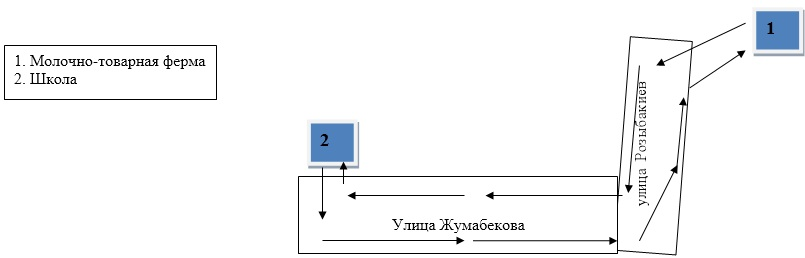 1. Молочно-товарная ферма
2. Школа
1
улица Розыбакиев
2
Улица Жумабекова